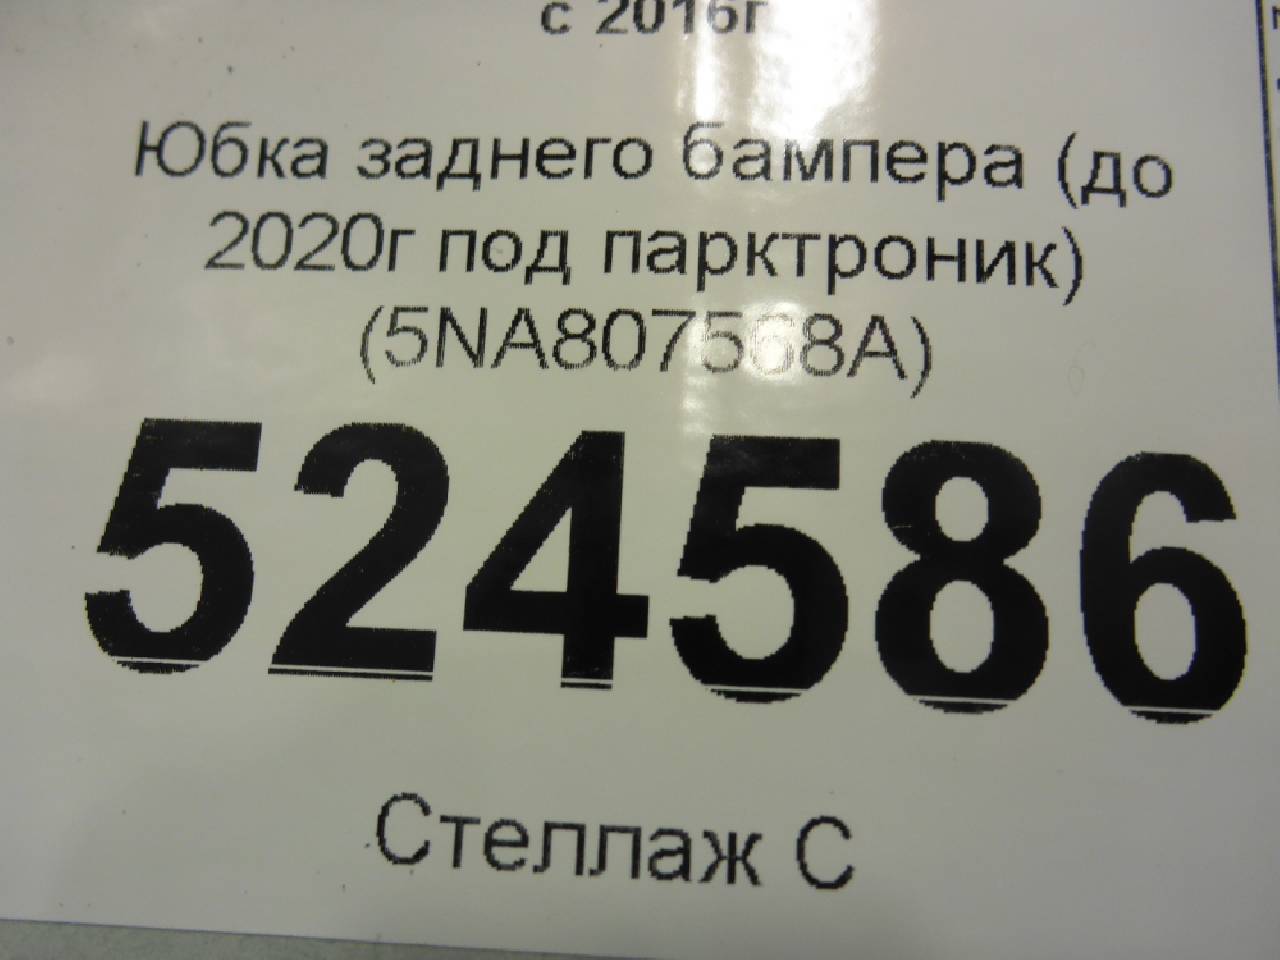 с 2016г
Юбка заднего бампера (до
2020г под парктроник)
(5NA807568A)
524586
Стеллаж С